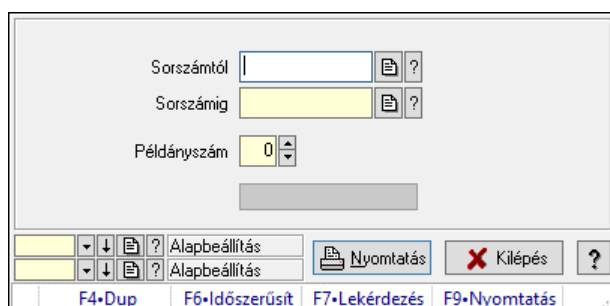 Sorszámtól ?
Sorszámig ?
Példányszám 0
? Alapbeállítás
? Alapbeállítás
Nyomtatás Kilépés ?
F4•Dup F6•Időszerűsít F7•Lekérdezés F9•Nyomtatás